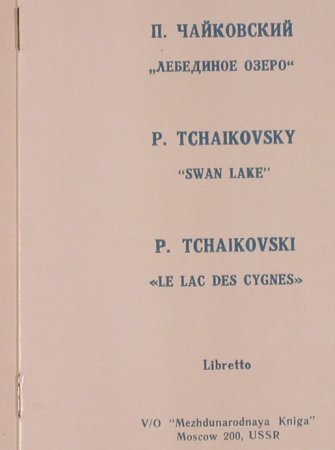 П. ЧАЙКОВСКИЙ
„ЛЕБЕДИНОЕ ОЗЕРО“
P. TCHAIKOVSKY
“SWAN LAKE”
P. TCHAIKOVSKI
«LE LAC DES CYGNES»
Libretto
V/O “Mezhdunarodnaya Kniga”
Moscow 200, USSR